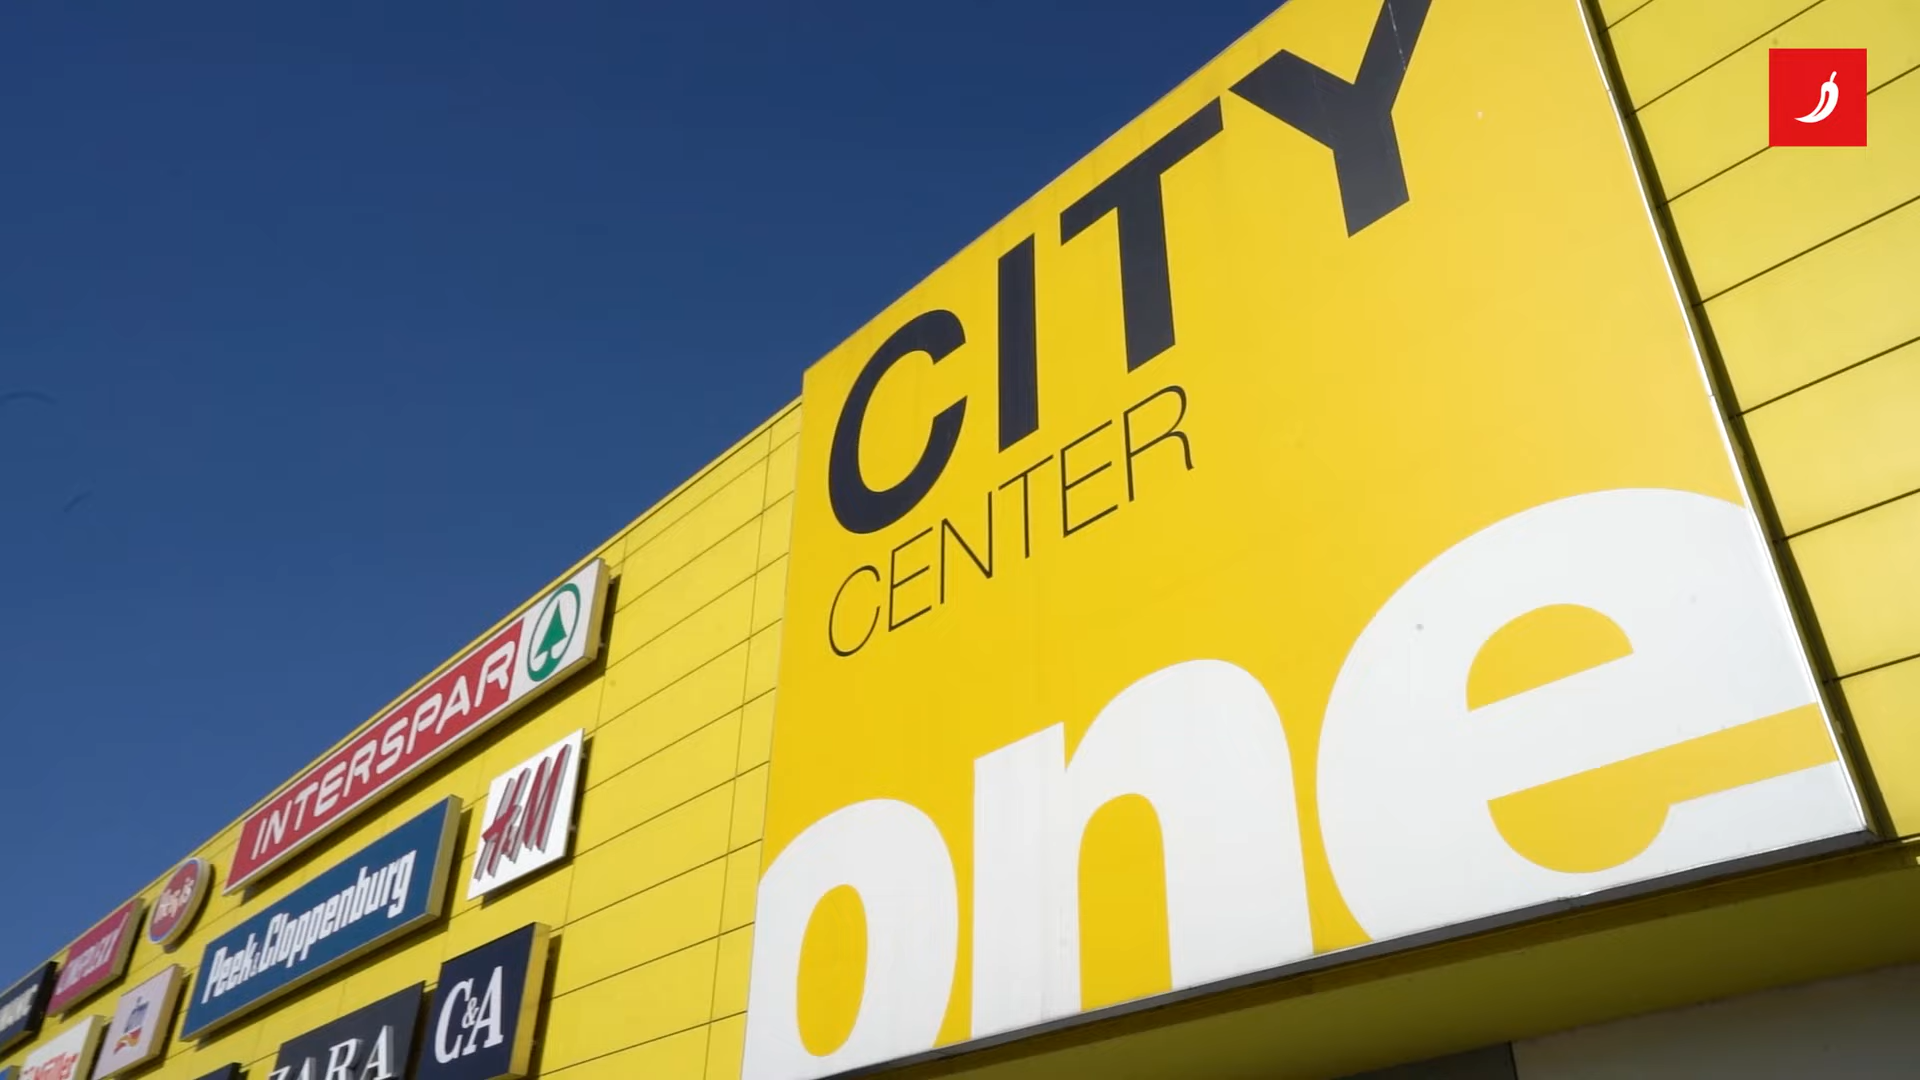 CITY
CENTER
one
INTERSPAR
H&M
Peek&Cloppenburg
C&A
ZARA